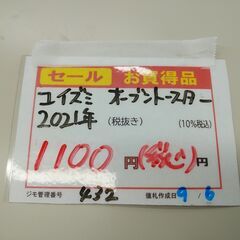 セール お買得品
コイズミ オーブントースター
2021年 (税抜き) (10%税込)
1100円(税込)円
ジモ管理番号 432 値札作成日 9/6